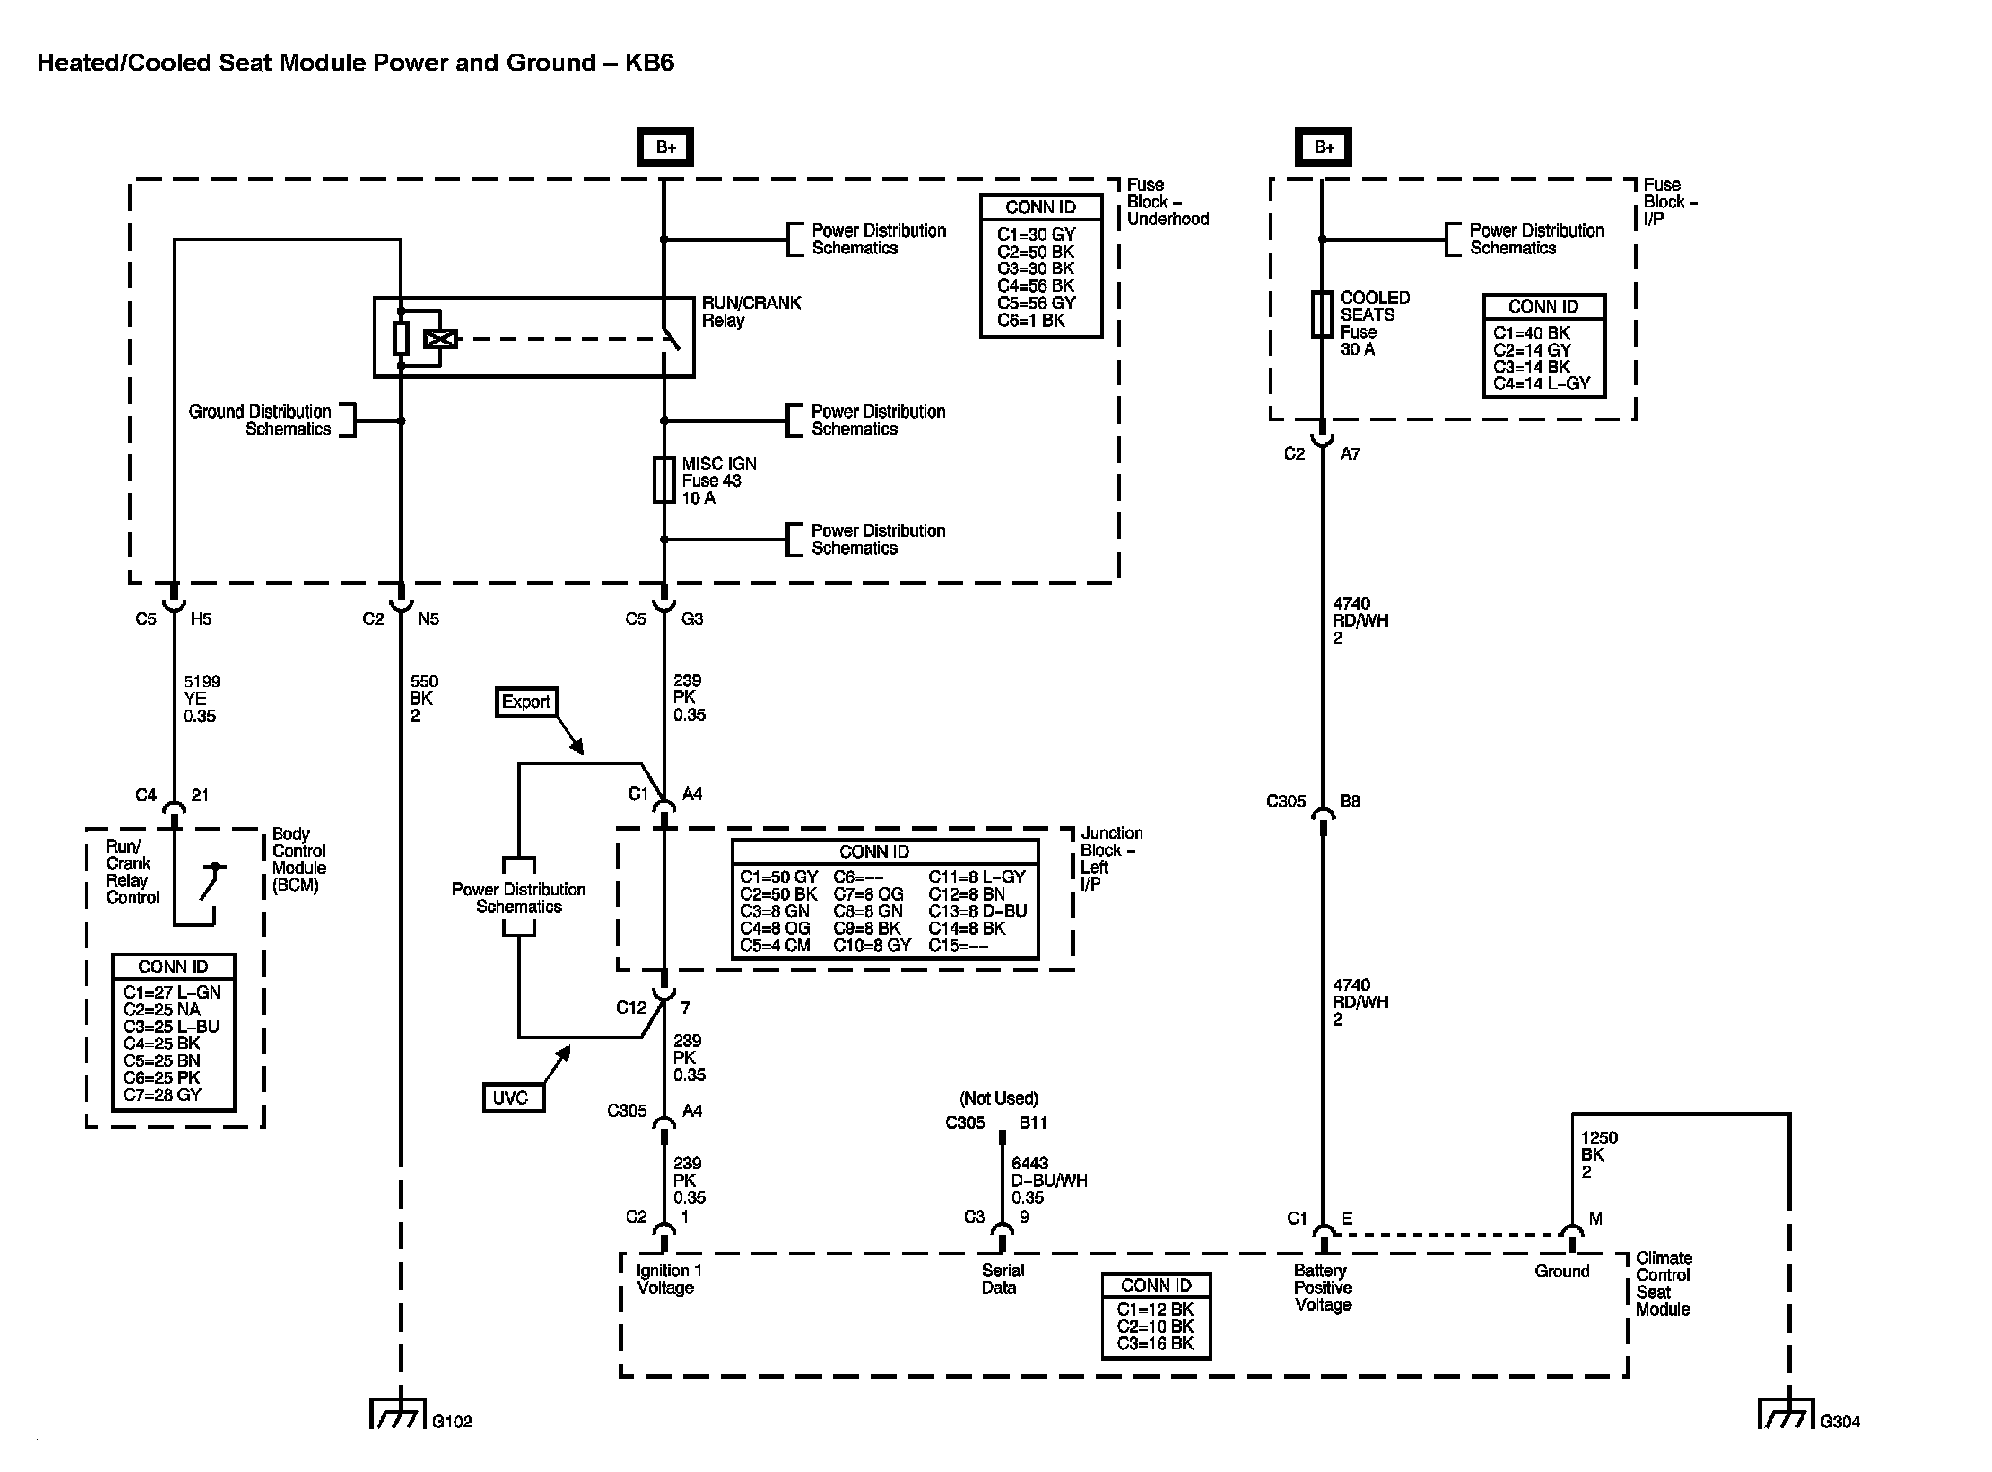 Heated/Cooled Seat Module Power and Ground – KB6
B+
B+
Fuse
Block –
Underhood
CONN ID
C1=30 GY
C2=50 BK
C3=30 BK
C4=56 BK
C5=56 GY
C6=1 BK
Power Distribution
Schematics
RUN/CRANK
Relay
Ground Distribution
Schematics
Power Distribution
Schematics
MISC IGN
Fuse 43
10 A
Power Distribution
Schematics
Fuse
Block –
I/P
Power Distribution
Schematics
COOLED
SEATS
Fuse
30 A
CONN ID
C1=40 BK
C2=14 GY
C3=14 BK
C4=14 L–GY
C2 A7
C5 H5
C2 N5
C5 G3
4740
RD/WH
2
5199
YE
0.35
550
BK
2
Export
239
PK
0.35
C4 21
C1 A4
C305 B8
Run/
Crank
Relay
Control
Body
Control
Module
(BCM)
CONN ID
C1=27 L–GN
C2=25 NA
C3=25 L–BU
C4=25 BK
C5=25 BN
C6=25 PK
C7=28 GY
Power Distribution
Schematics
Junction
Block –
Left
I/P
CONN ID
C1=50 GY C6=–– C11=8 L–GY
C2=50 BK C7=8 OG C12=8 BN
C3=8 GN C8=8 GN C13=8 D–BU
C4=8 OG C9=8 BK C14=8 BK
C5=4 CM C10=8 GY C15=––
C12 7
239
PK
0.35
4740
RD/WH
2
UVC
C305 A4
(Not Used)
C305 B11
239
PK
0.35
6443
D–BU/WH
0.35
1250
BK
2
C2 1
C3 9
C1 E
M
Ignition 1
Voltage
Serial
Data
CONN ID
C1=12 BK
C2=10 BK
C3=16 BK
Battery
Positive
Voltage
Ground
Climate
Control
Seat
Module
G102
G304